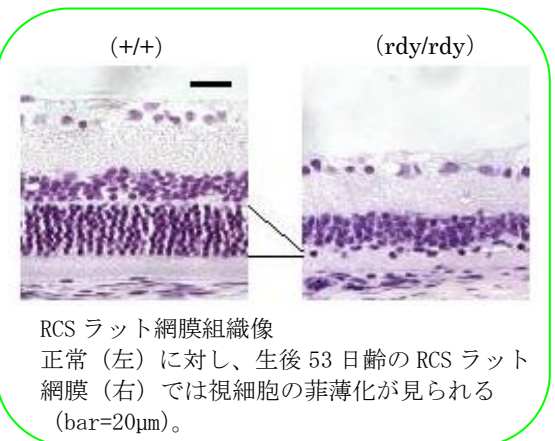 (+/+)
(rdy/rdy)
RCS ラット網膜組織像
正常（左）に対し、生後 53 日齢の RCS ラット
網膜（右）では視細胞の菲薄化が見られる
(bar=20μm)。